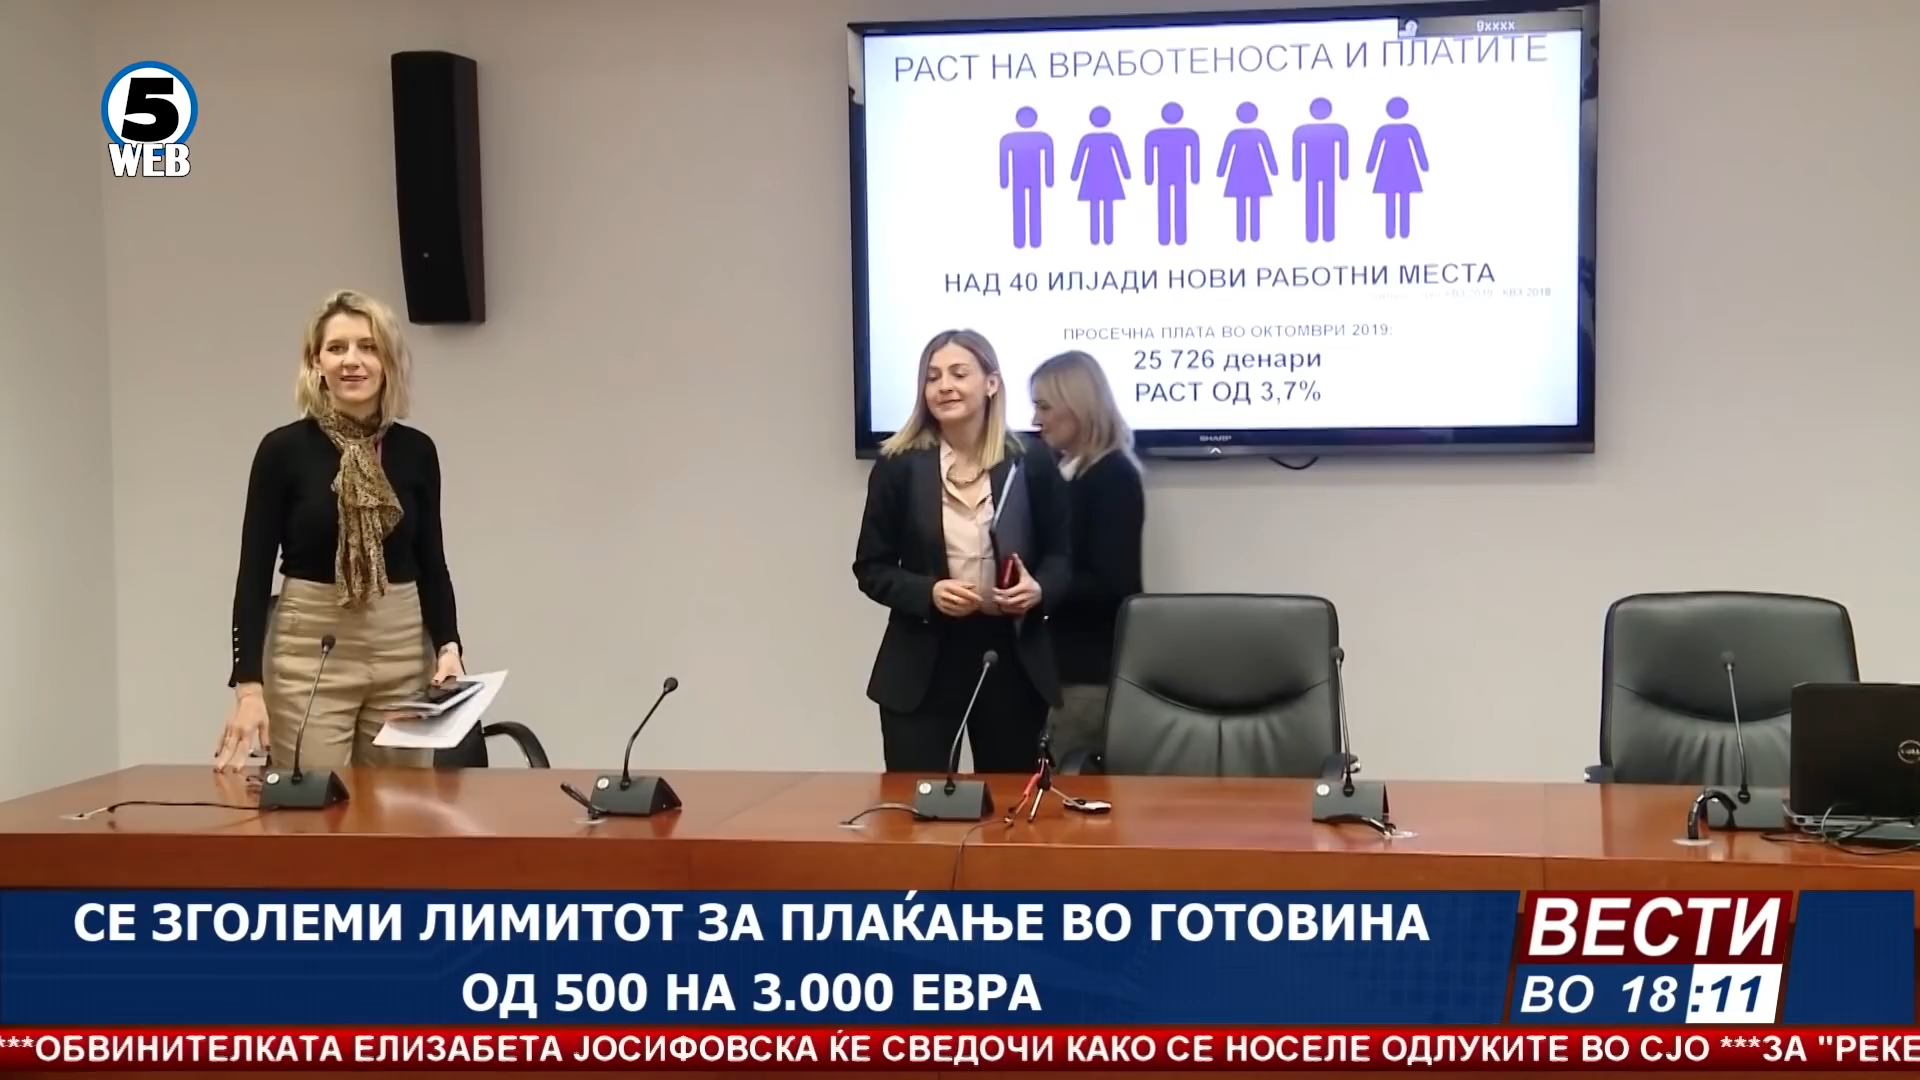 5
WEB
9xxxx
РАСТ НА ВРАБОТЕНОСТА И ПЛАТИТЕ
НАД 40 ИЛЈАДИ НОВИ РАБОТНИ МЕСТА
ПРОСЕЧНА ПЛАТА ВО ОКТОМВРИ 2019:
25 726 денари
РАСТ ОД 3,7%
SHARP
СЕ ЗГОЛЕМИ ЛИМИТОТ ЗА ПЛАЌАЊЕ ВО ГОТОВИНА
ОД 500 НА 3.000 ЕВРА
ВЕСТИ
ВО 18:11
***ОБВИНИТЕЛКАТА ЕЛИЗАБЕТА ЈОСИФОВСКА ЌЕ СВЕДОЧИ КАКО СЕ НОСЕЛЕ ОДЛУКИТЕ ВО СЈО ***ЗА "РЕКЕ